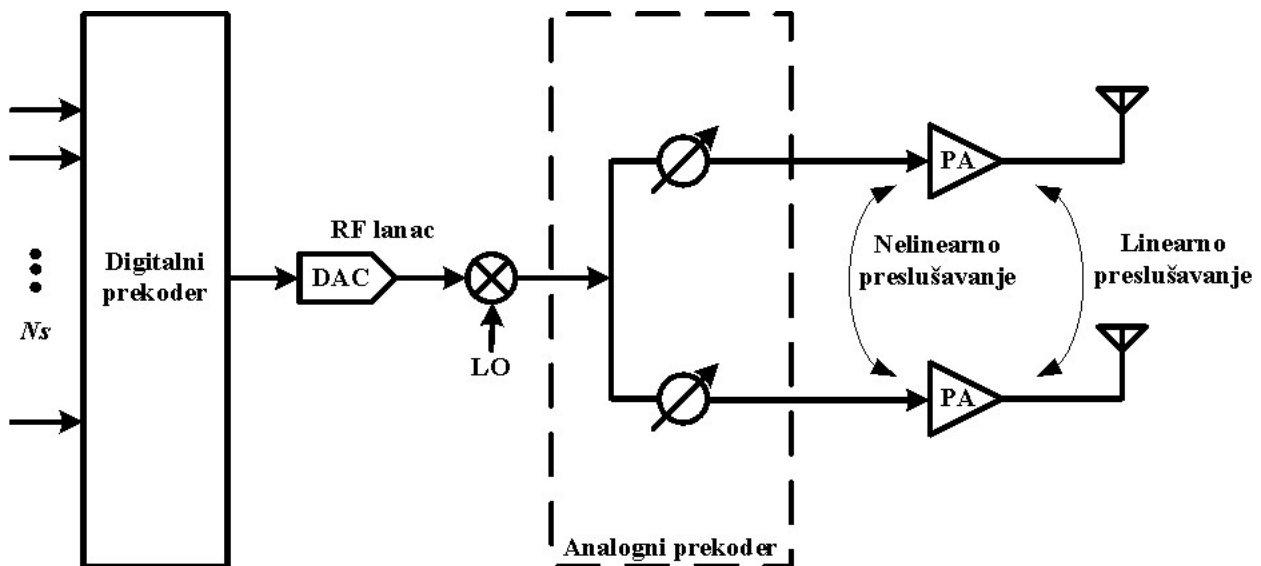 Digitalni
prekoder
Ns
RF lanac
DAC
LO
Analogni prekoder
PA
Nelinearno
preslušavanje
Linearno
preslušavanje
PA